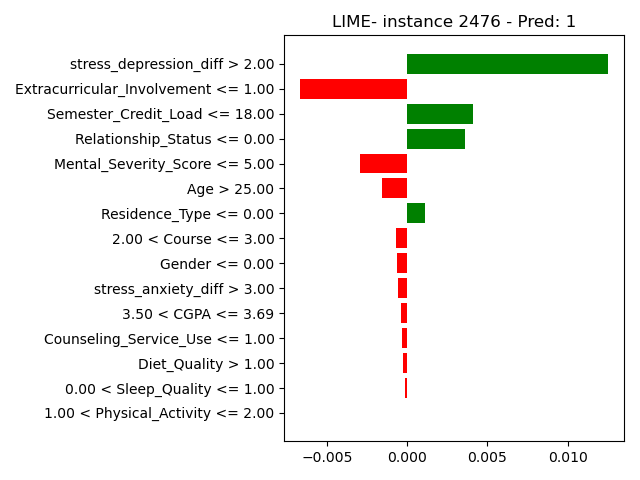 LIME- instance 2476 - Pred: 1
stress_depression_diff > 2.00
Extracurricular_Involvement <= 1.00
Semester_Credit_Load <= 18.00
Relationship_Status <= 0.00
Mental_Severity_Score <= 5.00
Age > 25.00
Residence_Type <= 0.00
2.00 < Course <= 3.00
Gender <= 0.00
stress_anxiety_diff > 3.00
3.50 < CGPA <= 3.69
Counseling_Service_Use <= 1.00
Diet_Quality > 1.00
0.00 < Sleep_Quality <= 1.00
1.00 < Physical_Activity <= 2.00
−0.005 0.000 0.005 0.010